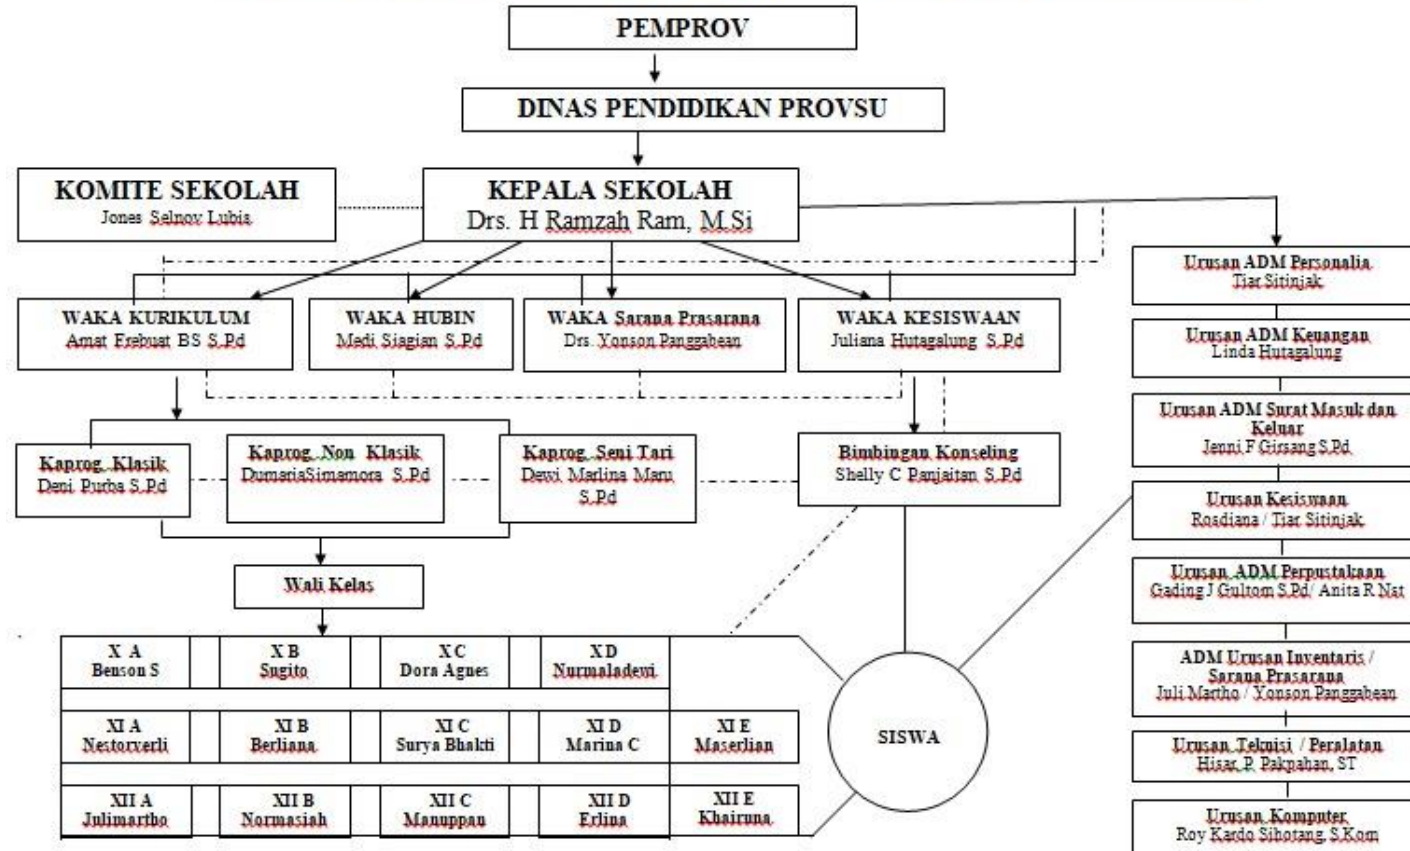 PEMPROV
DINAS PENDIDIKAN PROVSU
KOMITE SEKOLAH
Jones Selnov Lubis
KEPALA SEKOLAH
Drs. H Ramzah Ram, M.Si
WAKA KURIKULUM
Amat Frebuat BS S.Pd
WAKA HUBIN
Medi Siagian S.Pd
WAKA Sarana Prasarana
Drs. Yonson Panggabean
WAKA KESISWAAN
Juliana Hutagalung S.Pd
Kaprog Klasik
Deni Purba S.Pd
Kaprog Non Klasik
DumariaSimamora S.Pd
Kaprog Seni Tari
Dewi Marlina Maru
S.Pd
Bimbingan Konseling
Shelly C Panjaitan S.Pd
Wali Kelas
X A
Benson S
X B
Sugito
X C
Dora Agnes
X D
Nurmaladewi
XI A
Nestorverli
XI B
Berliana
XI C
Surya Bhakti
XI D
Marina C
XI E
Maserlian
XII A
Julimartho
XII B
Normasiah
XII C
Manuppan
XII D
Erlina
XII E
Khairuna
SISWA
Urusan ADM Personalia
Tiar Sitinjak
Urusan ADM Keuangan
Linda Hutagalung
Urusan ADM Surat Masuk dan
Keluar
Jenni F Girsang S.Pd
Urusan Kesiswaan
Rosdiana / Tiar Sitinjak
Urusan ADM Perpustakaan
Gading J Gultom S.Pd/ Anita R Nst
ADM Urusan Inventaris /
Sarana Prasarana
Juli Martho / Yonson Panggabean
Urusan Teknisi / Peralatan
Hisar. P. Pakpahan, ST
Urusan Komputer
Roy Kardo Sihotang, S.Kom